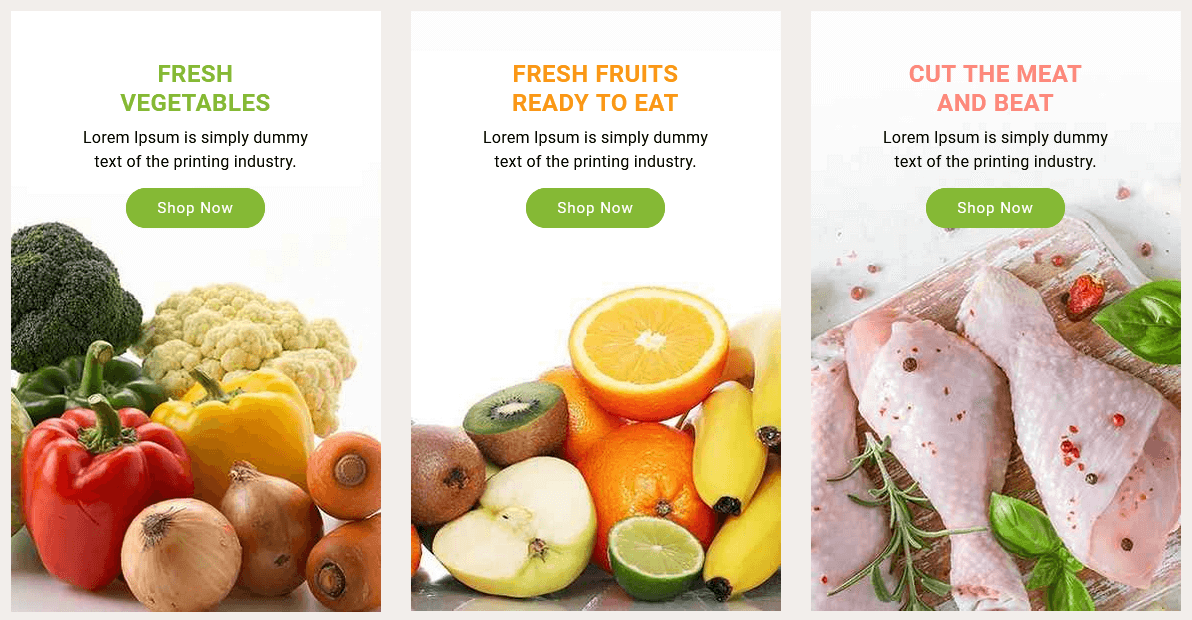 FRESH
VEGETABLES
Lorem Ipsum is simply dummy
text of the printing industry.
Shop Now
FRESH FRUITS
READY TO EAT
Lorem Ipsum is simply dummy
text of the printing industry.
Shop Now
CUT THE MEAT
AND BEAT
Lorem Ipsum is simply dummy
text of the printing industry.
Shop Now